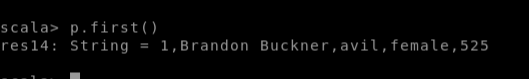 scala> p.first()
res14: String = 1,Brandon Buckner,avil,female,525